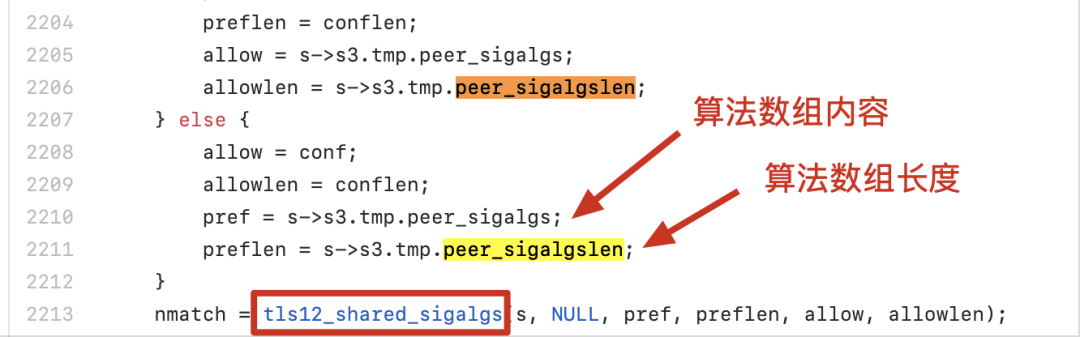 2204 preflen = conflen;
2205 allow = s->s3.tmp.peer_sigalgs;
2206 allowlen = s->s3.tmp.peer_sigalgslen;
2207 } else {
2208 allow = conf;
2209 allowlen = conflen;
2210 pref = s->s3.tmp.peer_sigalgs;
算法数组内容
2211 preflen = s->s3.tmp.peer_sigalgslen;
算法数组长度
2212 }
2213 nmatch = tls12_shared_sigalgs(s, NULL, pref, preflen, allow, allowlen);